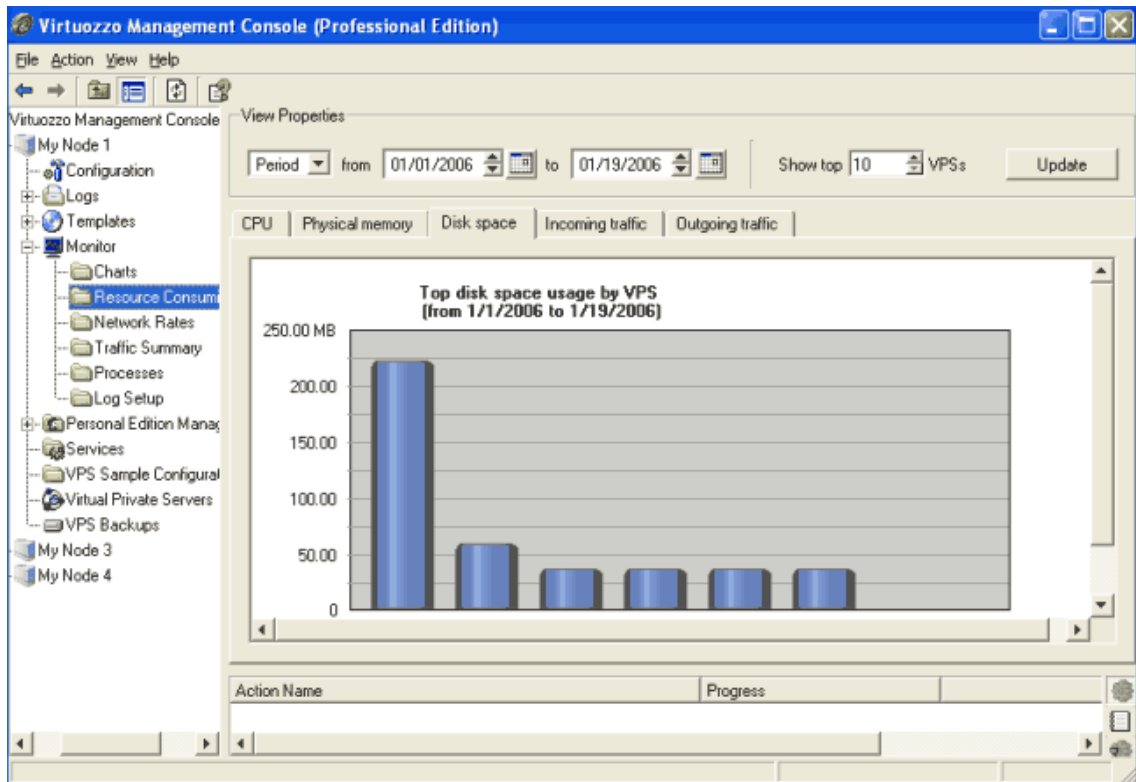 Virtuozzo Management Console (Professional Edition)
File Action View Help
Virtuozzo Management Console
My Node 1
Configuration
Logs
Templates
Monitor
Charts
Resource Consumi
Network Rates
Traffic Summary
Processes
Log Setup
Personal Edition Manag
Services
VPS Sample Configurat
Virtual Private Servers
VPS Backups
My Node 3
My Node 4
View Properties
Period from 01/01/2006 to 01/19/2006 Show top 10 VPSs Update
CPU Physical memory Disk space Incoming traffic Outgoing traffic
Top disk space usage by VPS
(from 1/1/2006 to 1/19/2006)
250.00 MB
200.00
150.00
100.00
50.00
0
Action Name Progress